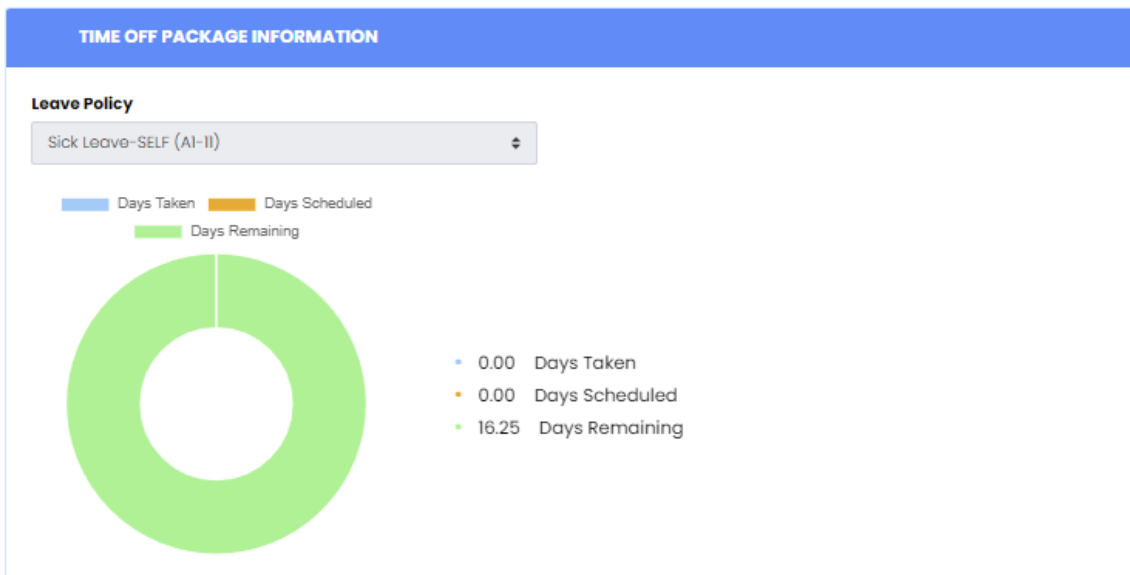 TIME OFF PACKAGE INFORMATION
Leave Policy
Sick Leave-SELF (A1-11)
Days Taken Days Scheduled
Days Remaining
0.00 Days Taken
0.00 Days Scheduled
16.25 Days Remaining